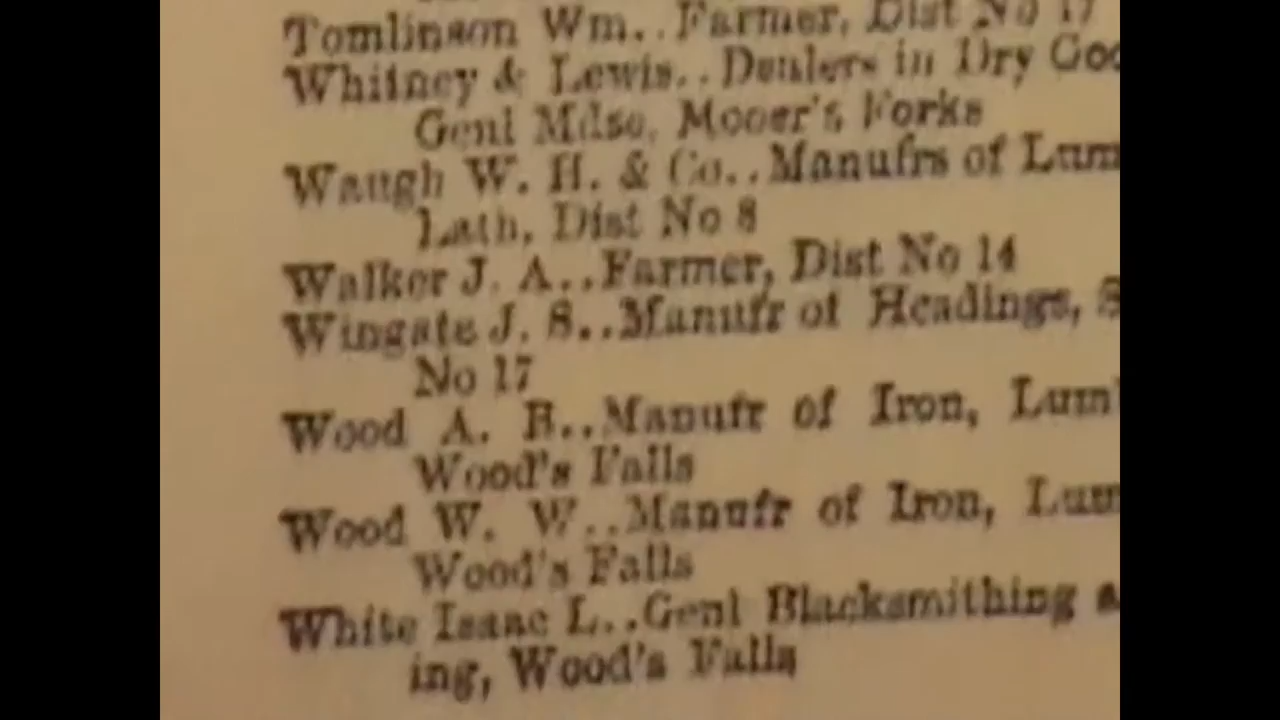 Tomlinson Wm.. Farmer, Dist No 17
Whitney & Lewis.. Dealers in Dry Goo
Genl Mdse, Mooer's Forks
Waugh W. H. & Co.. Manufrs of Lum
Lath, Dist No 8
Walker J. A.. Farmer, Dist No 14
Wingate J. S.. Manufr of Headings, S
No 17
Wood A. B.. Manufr of Iron, Lum
Wood's Falls
Wood W. W.. Manufr of Iron, Lum
Wood's Falls
White Isaac L.. Genl Blacksmithing a
ing, Wood's Falls